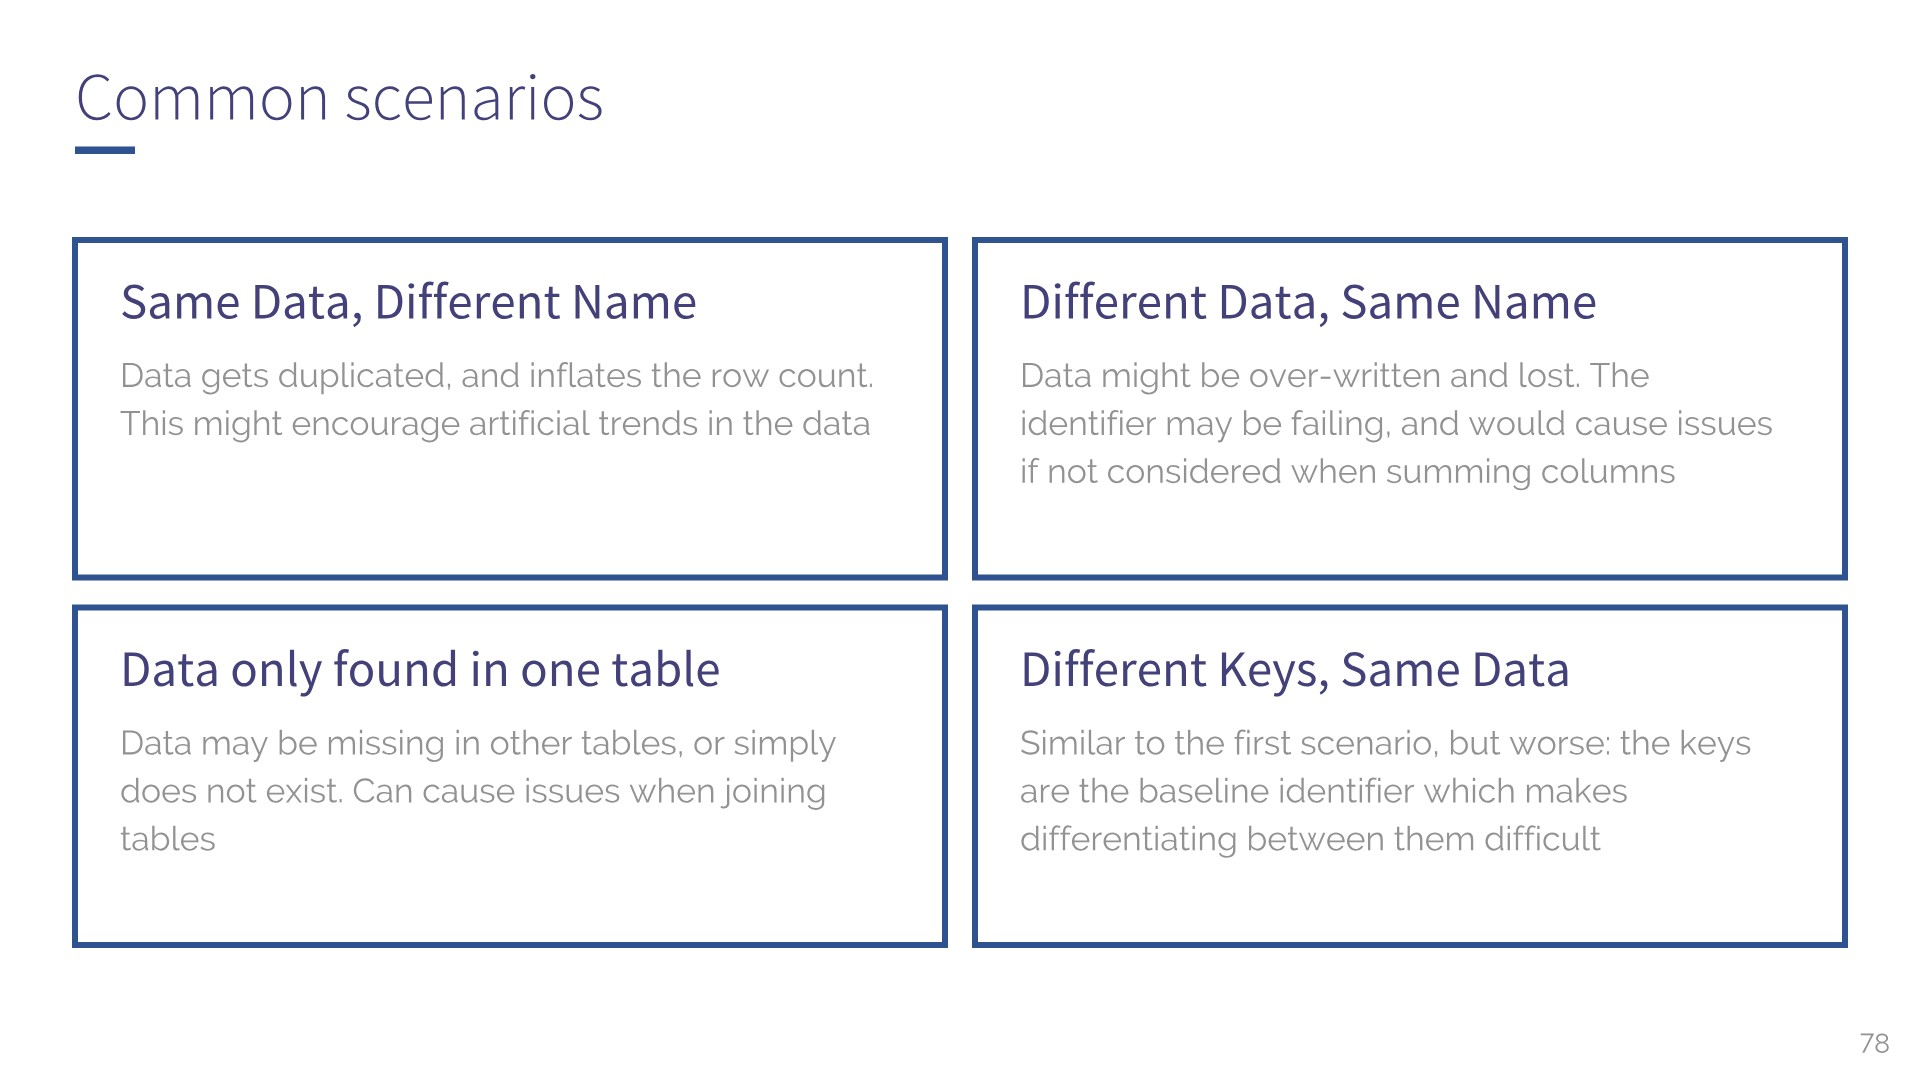 Common scenarios
Same Data, Different Name
Data gets duplicated, and inflates the row count.
This might encourage artificial trends in the data
Different Data, Same Name
Data might be over-written and lost. The
identifier may be failing, and would cause issues
if not considered when summing columns
Data only found in one table
Data may be missing in other tables, or simply
does not exist. Can cause issues when joining
tables
Different Keys, Same Data
Similar to the first scenario, but worse: the keys
are the baseline identifier which makes
differentiating between them difficult
78